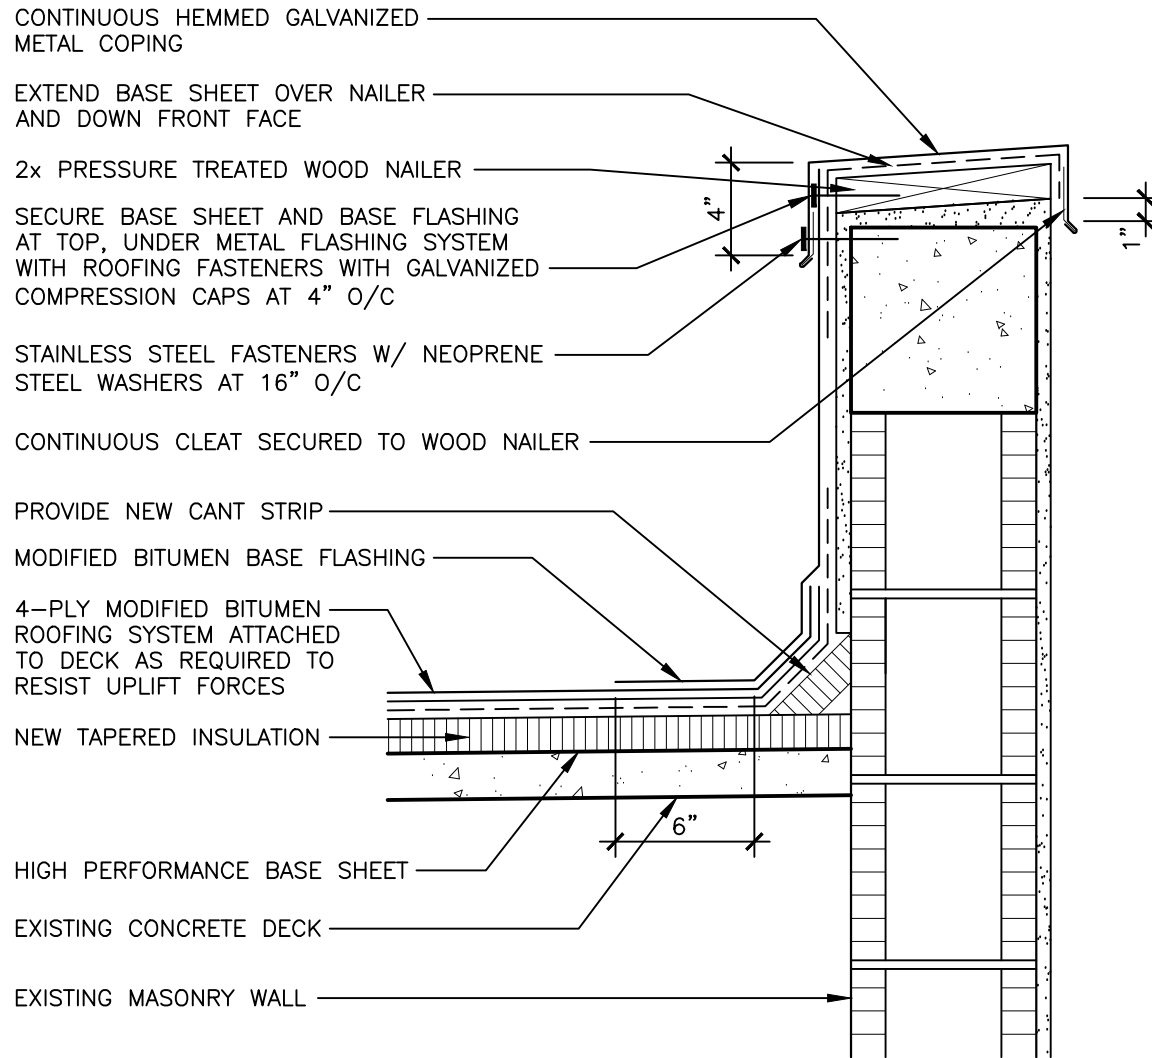 CONTINUOUS HEMMED GALVANIZED
METAL COPING
EXTEND BASE SHEET OVER NAILER
AND DOWN FRONT FACE
2x PRESSURE TREATED WOOD NAILER
SECURE BASE SHEET AND BASE FLASHING
AT TOP, UNDER METAL FLASHING SYSTEM
WITH ROOFING FASTENERS WITH GALVANIZED
COMPRESSION CAPS AT 4” O/C
STAINLESS STEEL FASTENERS W/ NEOPRENE
STEEL WASHERS AT 16” O/C
CONTINUOUS CLEAT SECURED TO WOOD NAILER
PROVIDE NEW CANT STRIP
MODIFIED BITUMEN BASE FLASHING
4–PLY MODIFIED BITUMEN
ROOFING SYSTEM ATTACHED
TO DECK AS REQUIRED TO
RESIST UPLIFT FORCES
NEW TAPERED INSULATION
HIGH PERFORMANCE BASE SHEET
EXISTING CONCRETE DECK
EXISTING MASONRY WALL
4”
1”
6”